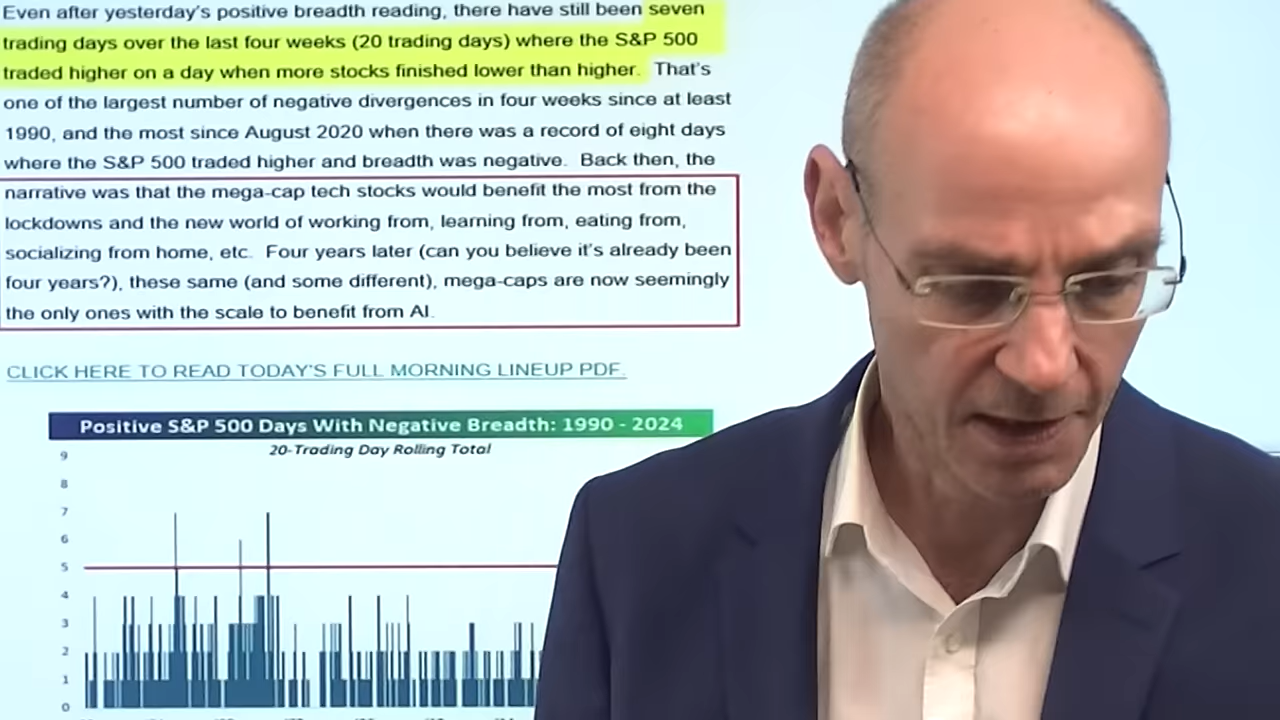 Even after yesterday's positive breadth reading, there have still been seven
trading days over the last four weeks (20 trading days) where the S&P 500
traded higher on a day when more stocks finished lower than higher. That's
one of the largest number of negative divergences in four weeks since at least
1990, and the most since August 2020 when there was a record of eight days
where the S&P 500 traded higher and breadth was negative. Back then, the
narrative was that the mega-cap tech stocks would benefit the most from the
lockdowns and the new world of working from, learning from, eating from,
socializing from home, etc. Four years later (can you believe it's already been
four years?), these same (and some different), mega-caps are now seemingly
the only ones with the scale to benefit from AI.
CLICK HERE TO READ TODAY'S FULL MORNING LINEUP PDF.
Positive S&P 500 Days With Negative Breadth: 1990 - 2024
20-Trading Day Rolling Total
9
8
7
6
5
4
3
2
1
0